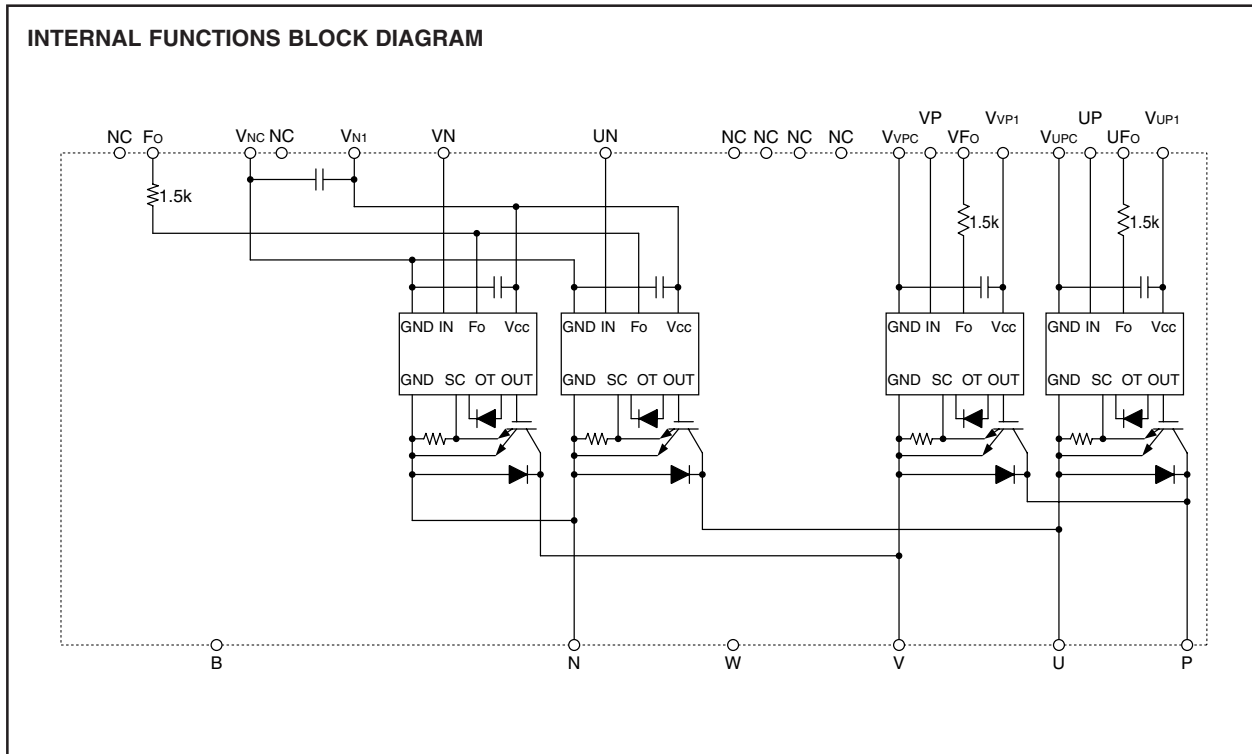 INTERNAL FUNCTIONS BLOCK DIAGRAM
NC FO VNC NC VN1 VN UN NC NC NC NC VVPC VP VFO VVP1 VUPC UP UFO VUP1
1.5k 1.5k 1.5k
GND IN FO VCC GND IN FO VCC GND IN FO VCC GND IN FO VCC
GND SC OT OUT GND SC OT OUT GND SC OT OUT GND SC OT OUT
B N W V U P